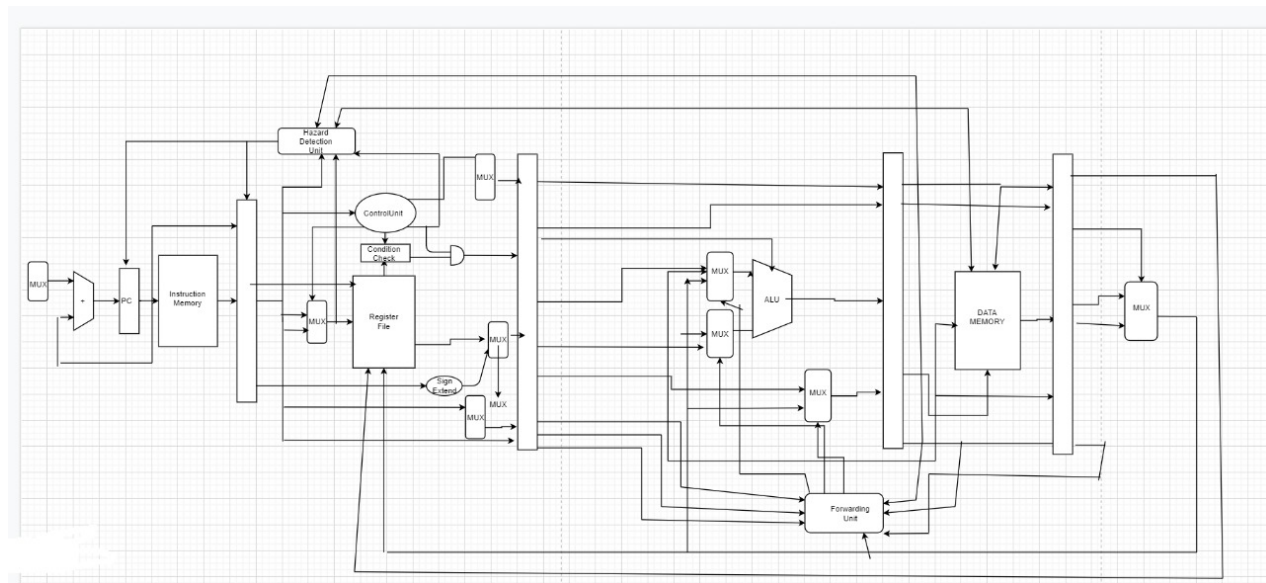 Hazard
Detection
Unit
MUX
ControlUnit
Condition
Check
MUX
+
PC
Instruction
Memory
MUX
Register
File
MUX
Sign
Extend
MUX
MUX
MUX
ALU
MUX
MUX
DATA
MEMORY
MUX
Forwarding
Unit